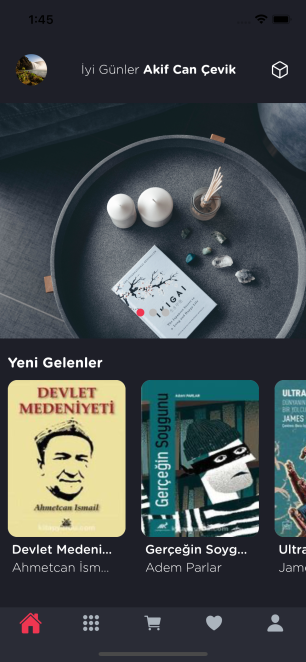 1:45
İyi Günler Akif Can Çevik
IKIGAI
Yeni Gelenler
DEVLET
MEDENİYETİ
Ahmetcan Ismail
Gerçeğin Soygunu
ADEM PARLAR
ULTRA
JAMES
Devlet Medeni...
Gerçeğin Soyg...
Ultra
Ahmetcan İsm...
Adem Parlar
Jame